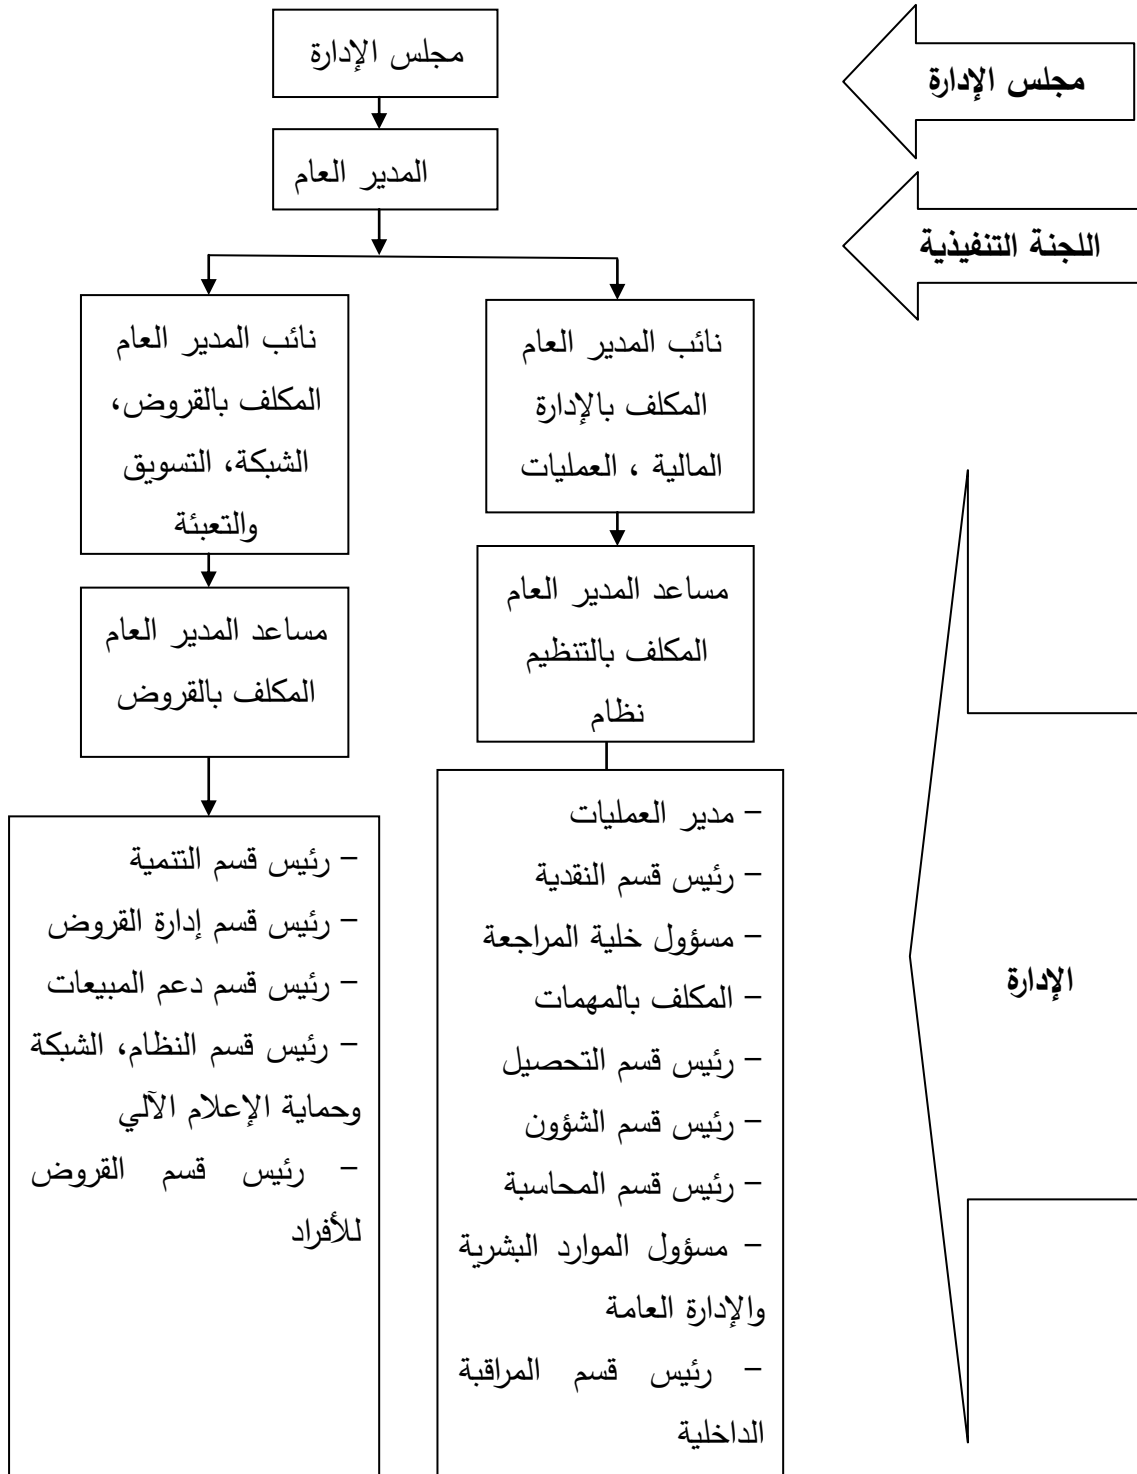 مجلس الإدارة
مجلس الإدارة
المدير العام
اللجنة التنفيذية
نائب المدير العام
المكلف بالإدارة
المالية ، العمليات
نائب المدير العام
المكلف بالقروض،
الشبكة، التسويق
والتعبئة
مساعد المدير العام
المكلف بالتنظيم
نظام
مساعد المدير العام
المكلف بالقروض
الإدارة
– مدير العمليات
– رئيس قسم النقدية
– مسؤول خلية المراجعة
– المكلف بالمهمات
– رئيس قسم التحصيل
– رئيس قسم الشؤون
– رئيس قسم المحاسبة
– مسؤول الموارد البشرية
والإدارة العامة
– رئيس قسم المراقبة
الداخلية
– رئيس قسم التنمية
– رئيس قسم إدارة القروض
– رئيس قسم دعم المبيعات
– رئيس قسم النظام، الشبكة
وحماية الإعلام الآلي
– رئيس قسم القروض
للأفراد